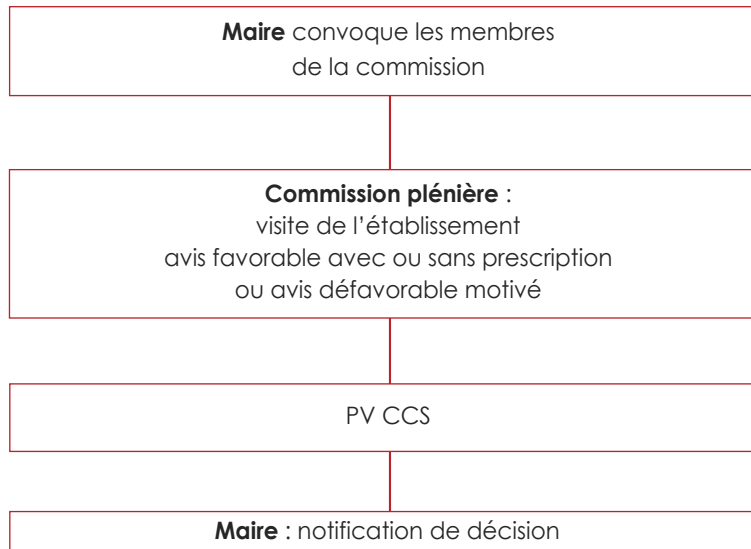 Maire convoque les membres
de la commission
Commission plénière :
visite de l’établissement
avis favorable avec ou sans prescription
ou avis défavorable motivé
PV CCS
Maire : notification de décision